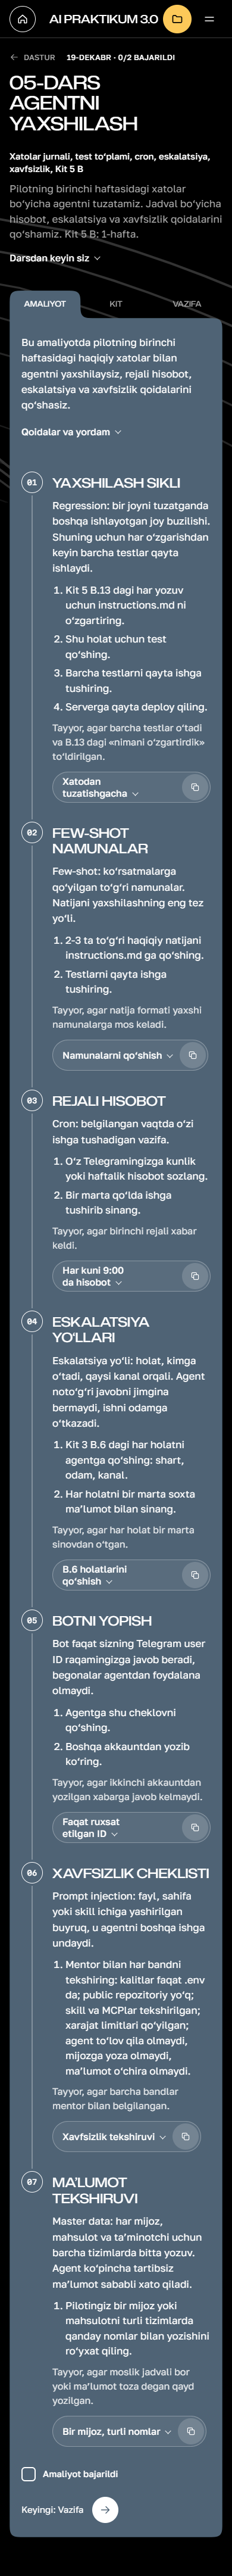 AI PRAKTIKUM 3.0
← DASTUR 19-DEKABR · 0/2 BAJARILDI
05-DARS
AGENTNI
YAXSHILASH
Xatolar jurnali, test to‘plami, cron, eskalatsiya,
xavfsizlik, Kit 5 B
Pilotning birinchi haftasidagi xatolar
bo‘yicha agentni tuzatamiz. Jadval bo‘yicha
hisobot, eskalatsiya va xavfsizlik qoidalarini
qo‘shamiz. Kit 5 B: 1-hafta.
Darsdan keyin siz
AMALIYOT KIT VAZIFA
Bu amaliyotda pilotning birinchi
haftasidagi haqiqiy xatolar bilan
agentni yaxshilaysiz, rejali hisobot,
eskalatsiya va xavfsizlik qoidalarini
qo‘shasiz.
Qoidalar va yordam
01 YAXSHILASH SIKLI
Regression: bir joyni tuzatganda
boshqa ishlayotgan joy buzilishi.
Shuning uchun har o‘zgarishdan
keyin barcha testlar qayta
ishlaydi.
1. Kit 5 B.13 dagi har yozuv
uchun instructions.md ni
o‘zgartiring.
2. Shu holat uchun test
qo‘shing.
3. Barcha testlarni qayta ishga
tushiring.
4. Serverga qayta deploy qiling.
Tayyor, agar barcha testlar o‘tadi
va B.13 dagi «nimani o‘zgartirdik»
to‘ldirilgan.
Xatodan
tuzatishgacha
02 FEW-SHOT
NAMUNALAR
Few-shot: ko‘rsatmalarga
qo‘yilgan to‘g‘ri namunalar.
Natijani yaxshilashning eng tez
yo‘li.
1. 2-3 ta to‘g‘ri haqiqiy natijani
instructions.md ga qo‘shing.
2. Testlarni qayta ishga
tushiring.
Tayyor, agar natija formati yaxshi
namunalarga mos keladi.
Namunalarni qo‘shish
03 REJALI HISOBOT
Cron: belgilangan vaqtda o‘zi
ishga tushadigan vazifa.
1. O‘z Telegramingizga kunlik
yoki haftalik hisobot sozlang.
2. Bir marta qo‘lda ishga
tushirib sinang.
Tayyor, agar birinchi rejali xabar
keldi.
Har kuni 9:00
da hisobot
04 ESKALATSIYA
YO‘LLARI
Eskalatsiya yo‘li: holat, kimga
o‘tadi, qaysi kanal orqali. Agent
noto‘g‘ri javobni jimgina
bermaydi, ishni odamga
o‘tkazadi.
1. Kit 3 B.6 dagi har holatni
agentga qo‘shing: shart,
odam, kanal.
2. Har holatni bir marta soxta
ma’lumot bilan sinang.
Tayyor, agar har holat bir marta
sinovdan o‘tgan.
B.6 holatlarini
qo‘shish
05 BOTNI YOPISH
Bot faqat sizning Telegram user
ID raqamingizga javob beradi,
begonalar agentdan foydalana
olmaydi.
1. Agentga shu cheklovni
qo‘shing.
2. Boshqa akkauntdan yozib
ko‘ring.
Tayyor, agar ikkinchi akkauntdan
yozilgan xabarga javob kelmaydi.
Faqat ruxsat
etilgan ID
06 XAVFSIZLIK CHEKLISTI
Prompt injection: fayl, sahifa
yoki skill ichiga yashirilgan
buyruq, u agentni boshqa ishga
undaydi.
1. Mentor bilan har bandni
tekshiring: kalitlar faqat .env
da; public repozitoriy yo‘q;
skill va MCPlar tekshirilgan;
xarajat limitlari qo‘yilgan;
agent to‘lov qila olmaydi,
mijozga yoza olmaydi,
ma’lumot o‘chira olmaydi.
Tayyor, agar barcha bandlar
mentor bilan belgilangan.
Xavfsizlik tekshiruvi
07 MA’LUMOT
TEKSHIRUVI
Master data: har mijoz,
mahsulot va ta’minotchi uchun
barcha tizimlarda bitta yozuv.
Agent ko‘pincha tartibsiz
ma’lumot sababli xato qiladi.
1. Pilotingiz bir mijoz yoki
mahsulotni turli tizimlarda
qanday nomlar bilan yozishini
ro‘yxat qiling.
Tayyor, agar moslik jadvali bor
yoki ma’lumot toza degan qayd
yozilgan.
Bir mijoz, turli nomlar
Amaliyot bajarildi
Keyingi: Vazifa →